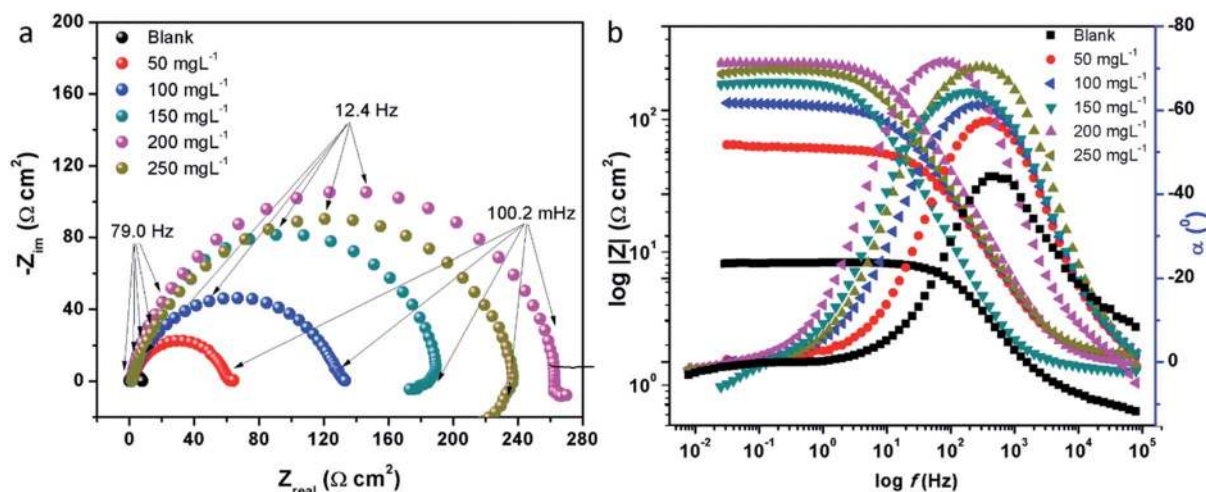 a
200
160
120
80
40
0
-Z_im (Ω cm²)
Blank
50 mgL⁻¹
100 mgL⁻¹
150 mgL⁻¹
200 mgL⁻¹
250 mgL⁻¹
12.4 Hz
79.0 Hz
100.2 mHz
0 40 80 120 160 200 240 270
Z_real (Ω cm²)
b
10²
10¹
10⁰
log |Z| (Ω cm²)
Blank
50 mgL⁻¹
100 mgL⁻¹
150 mgL⁻¹
200 mgL⁻¹
250 mgL⁻¹
-80
-60
-40
-20
0
α (⁰)
10⁻² 10⁻¹ 10⁰ 10¹ 10² 10³ 10⁴ 10⁵
log f (Hz)